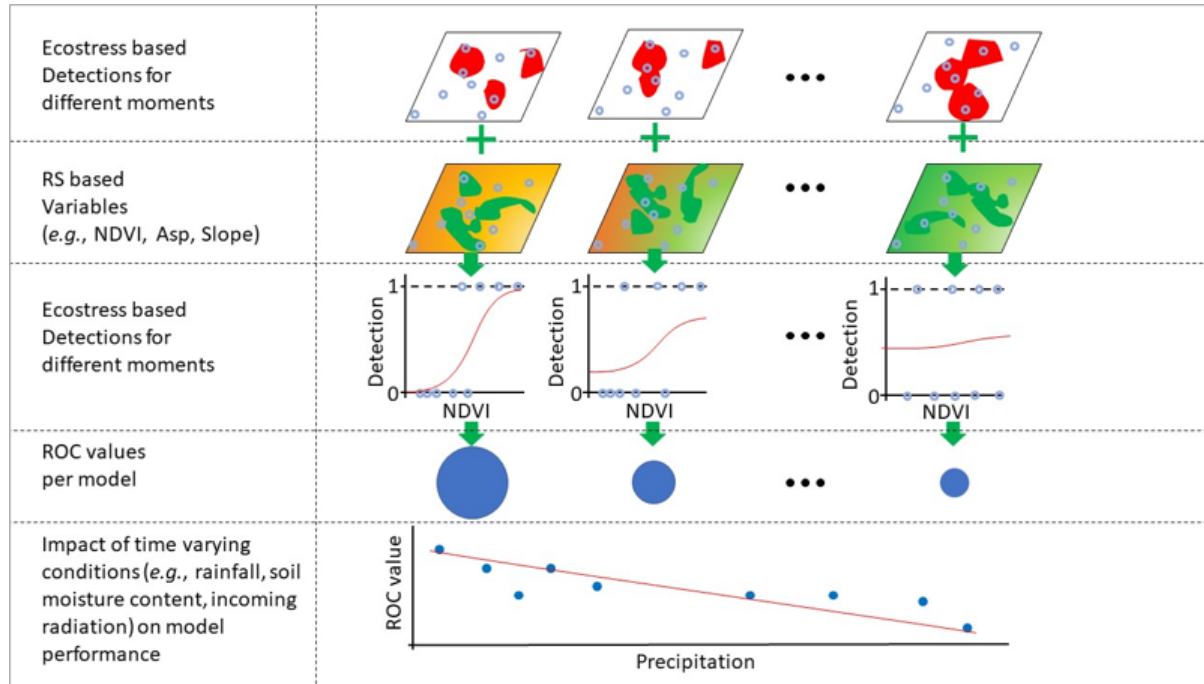 Ecostress based
Detections for
different moments
RS based
Variables
(e.g., NDVI, Asp, Slope)
Ecostress based
Detections for
different moments
Detection
1
0
NDVI
Detection
1
0
NDVI
Detection
1
0
NDVI
ROC values
per model
Impact of time varying
conditions (e.g., rainfall, soil
moisture content, incoming
radiation) on model
performance
ROC value
Precipitation